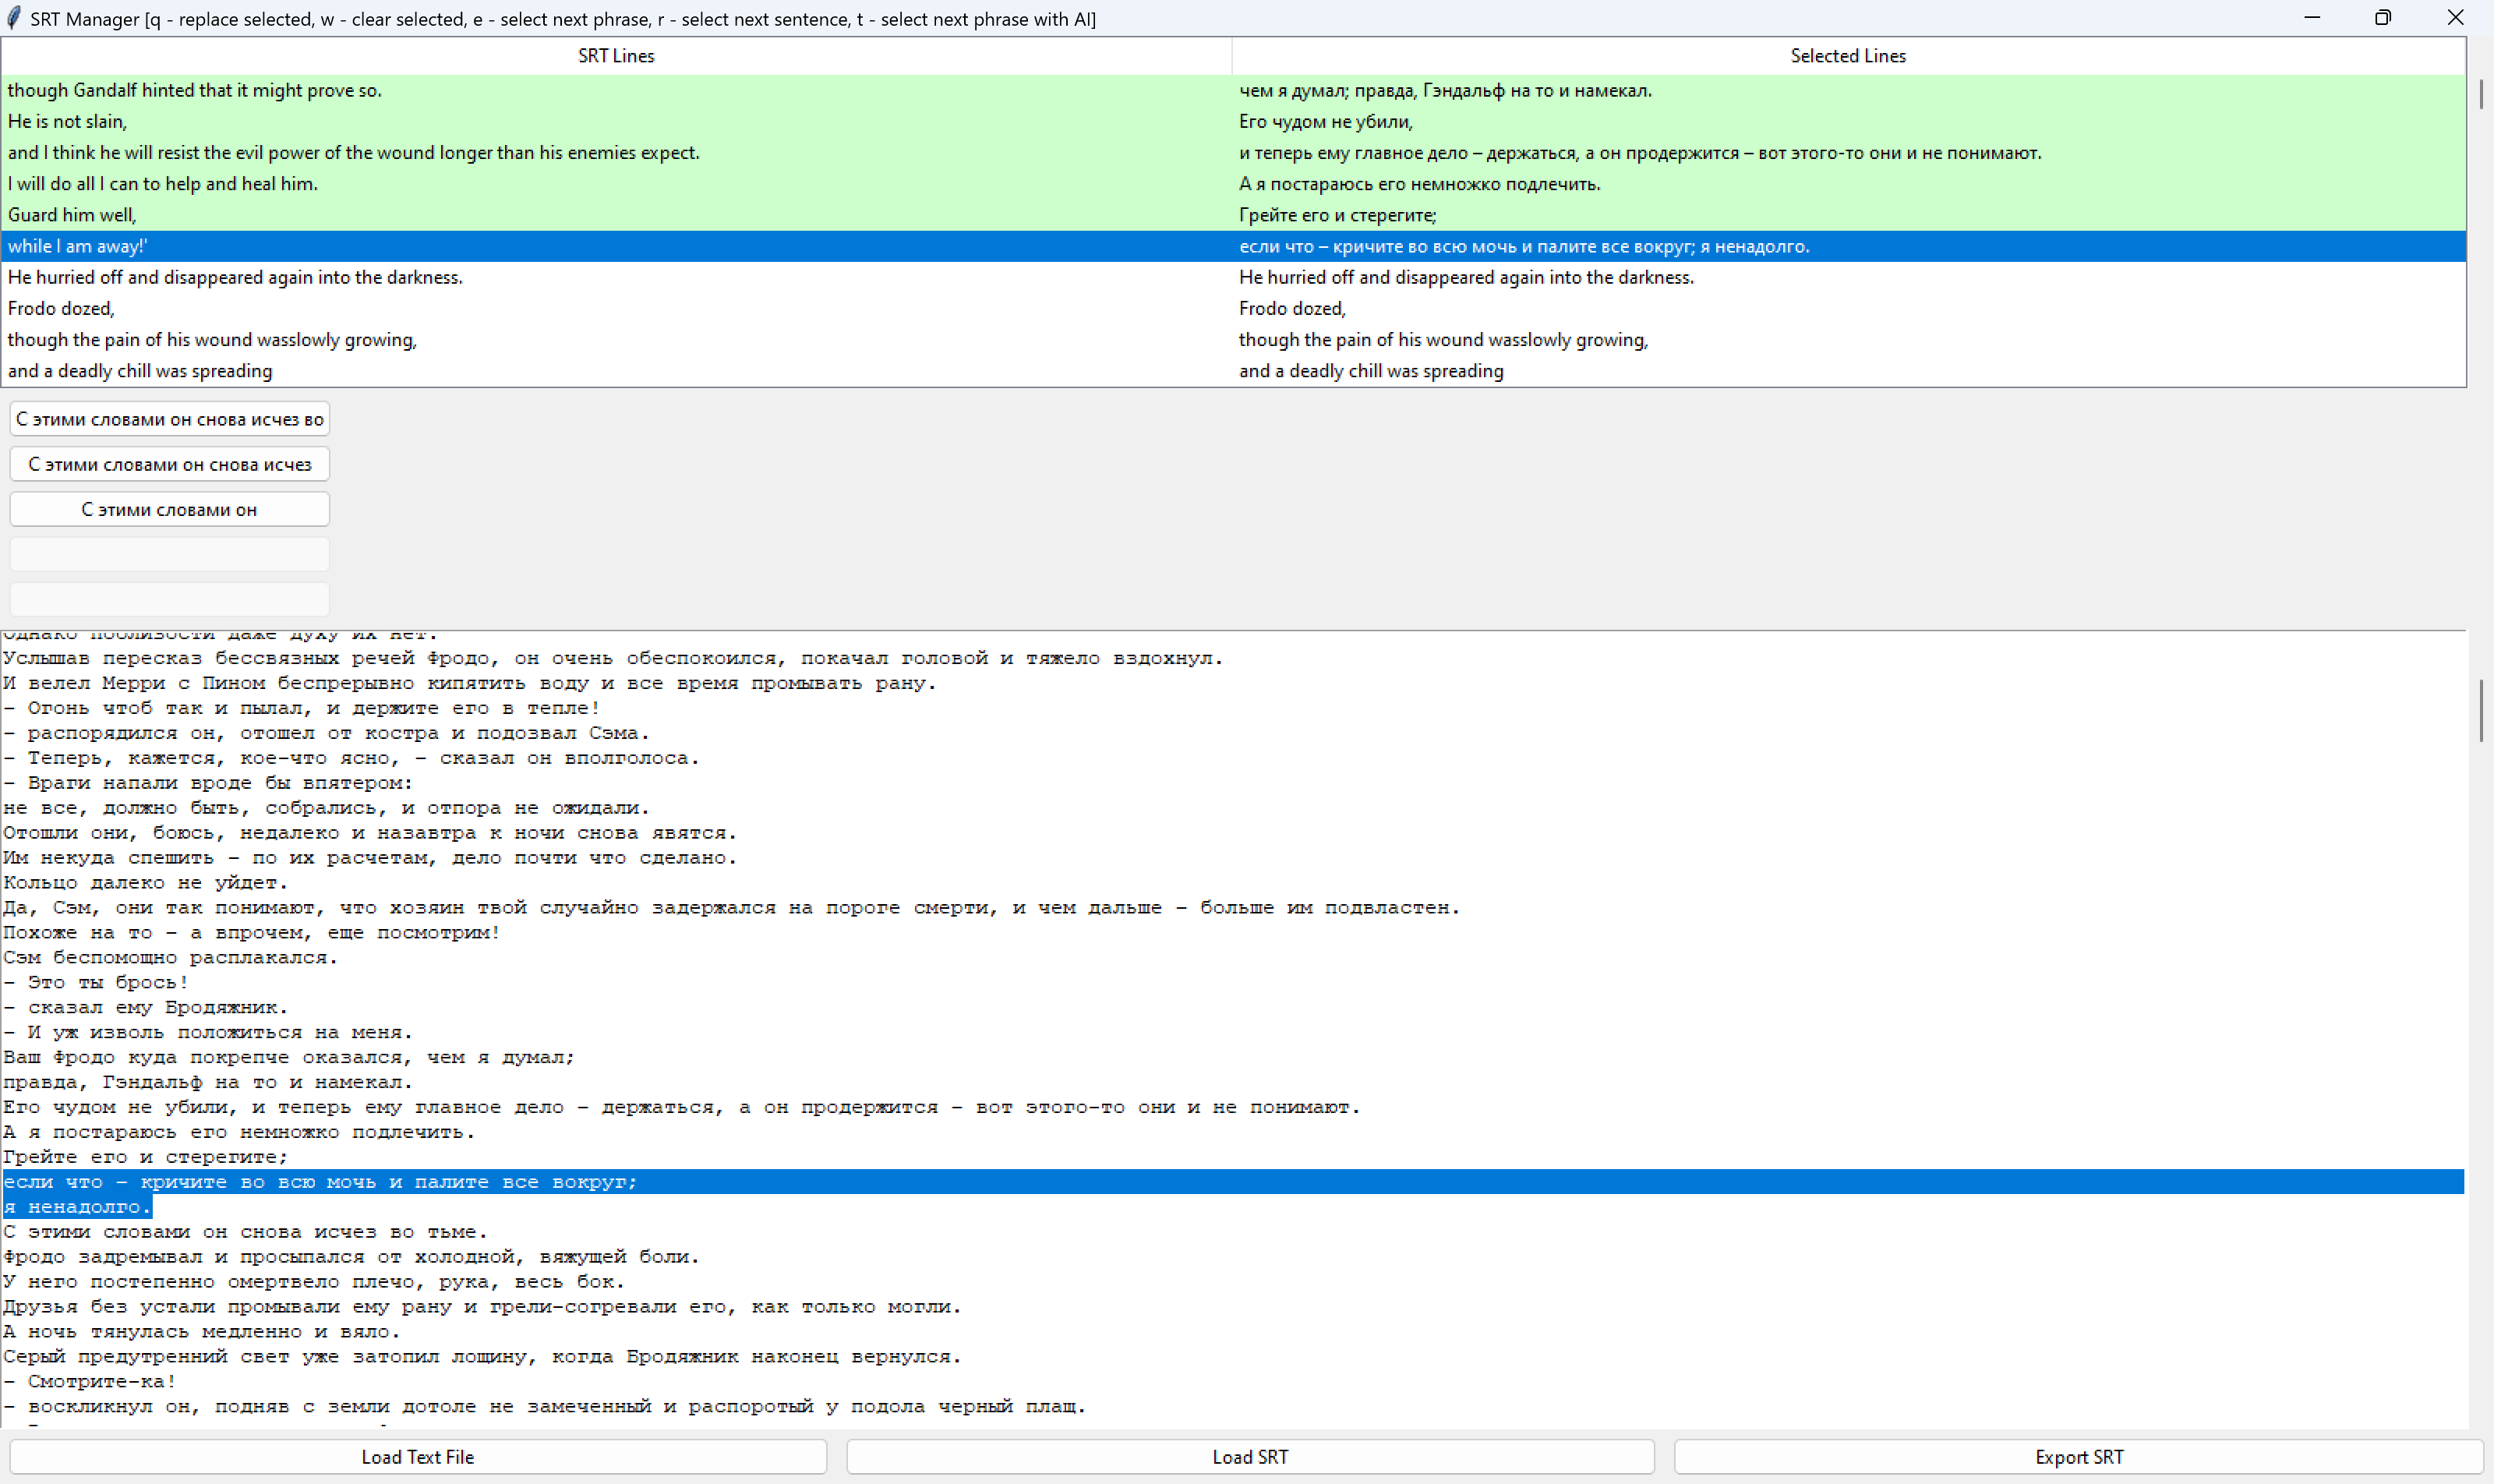 SRT Manager [q - replace selected, w - clear selected, e - select next phrase, r - select next sentence, t - select next phrase with AI]
SRT Lines
Selected Lines
though Gandalf hinted that it might prove so.
чем я думал; правда, Гэндальф на то и намекал.
He is not slain,
Его чудом не убили,
and I think he will resist the evil power of the wound longer than his enemies expect.
и теперь ему главное дело – держаться, а он продержится – вот этого-то они и не понимают.
I will do all I can to help and heal him.
А я постараюсь его немножко подлечить.
Guard him well,
Грейте его и стерегите;
while I am away!'
если что – кричите во всю мочь и палите все вокруг; я ненадолго.
He hurried off and disappeared again into the darkness.
He hurried off and disappeared again into the darkness.
Frodo dozed,
Frodo dozed,
though the pain of his wound wasslowly growing,
though the pain of his wound wasslowly growing,
and a deadly chill was spreading
and a deadly chill was spreading
С этими словами он снова исчез во
С этими словами он снова исчез
С этими словами он
Однако поблизости даже духу их нет.
Услышав пересказ бессвязных речей Фродо, он очень обеспокоился, покачал головой и тяжело вздохнул.
И велел Мерри с Пином беспрерывно кипятить воду и все время промывать рану.
– Огонь чтоб так и пылал, и держите его в тепле!
– распорядился он, отошел от костра и подозвал Сэма.
– Теперь, кажется, кое-что ясно, – сказал он вполголоса.
– Враги напали вроде бы впятером:
не все, должно быть, собрались, и отпора не ожидали.
Отошли они, боюсь, недалеко и назавтра к ночи снова явятся.
Им некуда спешить – по их расчетам, дело почти что сделано.
Кольцо далеко не уйдет.
Да, Сэм, они так понимают, что хозяин твой случайно задержался на пороге смерти, и чем дальше – больше им подвластен.
Похоже на то – а впрочем, еще посмотрим!
Сэм беспомощно расплакался.
– Это ты брось!
– сказал ему Бродяжник.
– И уж изволь положиться на меня.
Ваш Фродо куда покрепче оказался, чем я думал;
правда, Гэндальф на то и намекал.
Его чудом не убили, и теперь ему главное дело – держаться, а он продержится – вот этого-то они и не понимают.
А я постараюсь его немножко подлечить.
Грейте его и стерегите;
если что – кричите во всю мочь и палите все вокруг;
я ненадолго.
С этими словами он снова исчез во тьме.
Фродо задремывал и просыпался от холодной, вяжущей боли.
У него постепенно омертвело плечо, рука, весь бок.
Друзья без устали промывали ему рану и грели-согревали его, как только могли.
А ночь тянулась медленно и вяло.
Серый предутренний свет уже затопил лощину, когда Бродяжник наконец вернулся.
– Смотрите-ка!
– воскликнул он, подняв с земли дотоле не замеченный и распоротый у подола черный плащ.
Load Text File
Load SRT
Export SRT